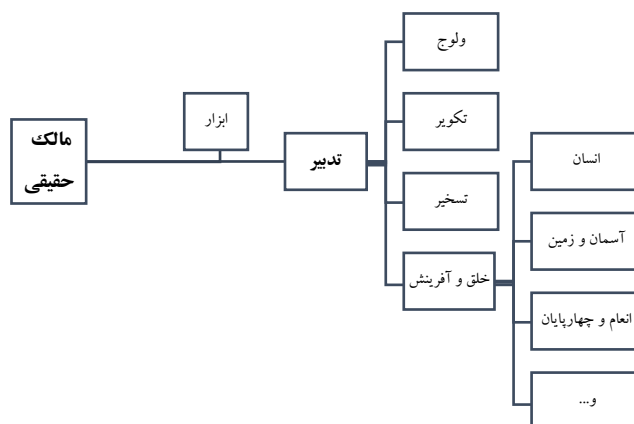 مالک
حقیقی
ابزار
تدبیر
ولوج
تکویر
تسخیر
خلق و آفرینش
انسان
آسمان و زمین
انعام و چهارپایان
و...